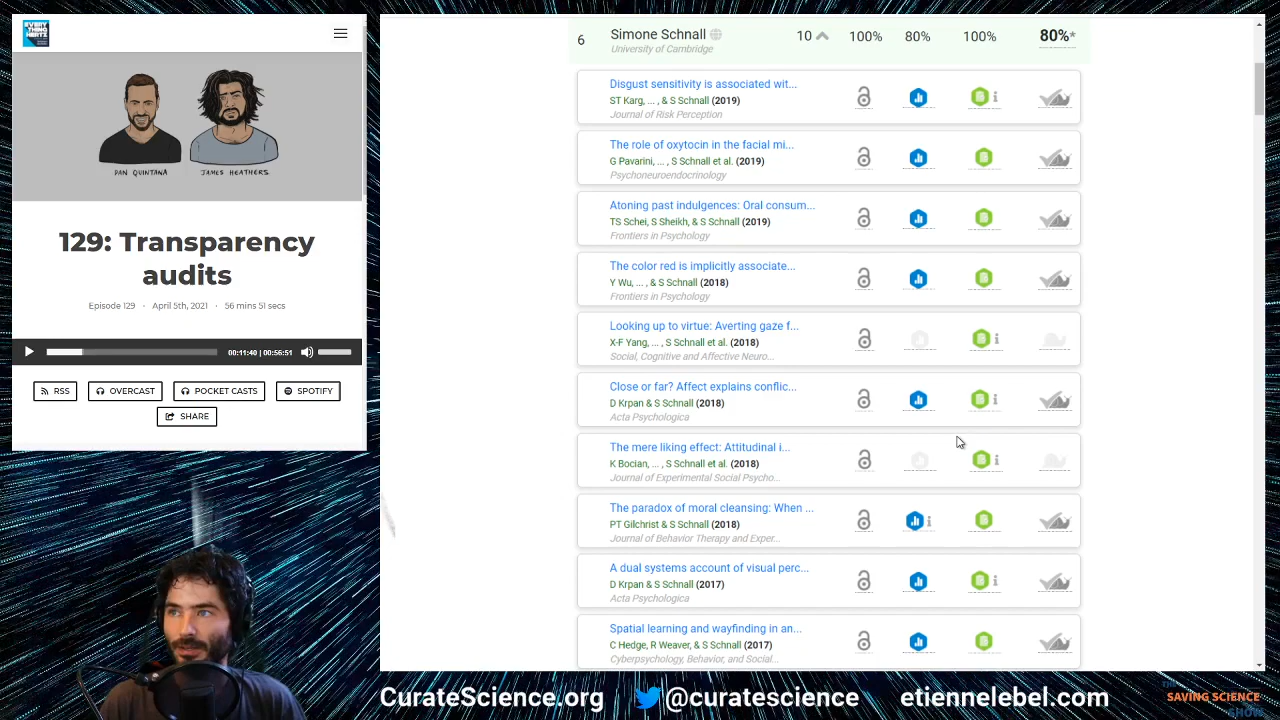 EVERY
THING
HERTZ
DAN QUINTANA
JAMES HEATHERS
129: Transparency
audits
Episode 129 • April 5th, 2021 • 56 mins 51 secs
00:11:40 | 00:56:51
RSS
OVERCAST
POCKET CASTS
SPOTIFY
SHARE
6
Simone Schnall
University of Cambridge
10
100%
80%
100%
80%*
Disgust sensitivity is associated wit...
ST Karg, ... , & S Schnall (2019)
Journal of Risk Perception
The role of oxytocin in the facial mi...
G Pavarini, ... , S Schnall et al. (2019)
Psychoneuroendocrinology
Atoning past indulgences: Oral consum...
TS Schei, S Sheikh, & S Schnall (2019)
Frontiers in Psychology
The color red is implicitly associate...
Y Wu, ... , & S Schnall (2018)
Frontiers in Psychology
Looking up to virtue: Averting gaze f...
X-F Yang, ... , S Schnall et al. (2018)
Social, Cognitive and Affective Neuro...
Close or far? Affect explains conflic...
D Krpan & S Schnall (2018)
Acta Psychologica
The mere liking effect: Attitudinal i...
K Bocian, ... , S Schnall et al. (2018)
Journal of Experimental Social Psycho...
The paradox of moral cleansing: When ...
PT Gilchrist & S Schnall (2018)
Journal of Behavior Therapy and Exper...
A dual systems account of visual perc...
D Krpan & S Schnall (2017)
Acta Psychologica
Spatial learning and wayfinding in an...
C Hedge, R Weaver, & S Schnall (2017)
Cyberpsychology, Behavior, and Social...
CurateScience.org
@curatescience
etiennelebel.com
THE
SAVING SCIENCE
SHOW